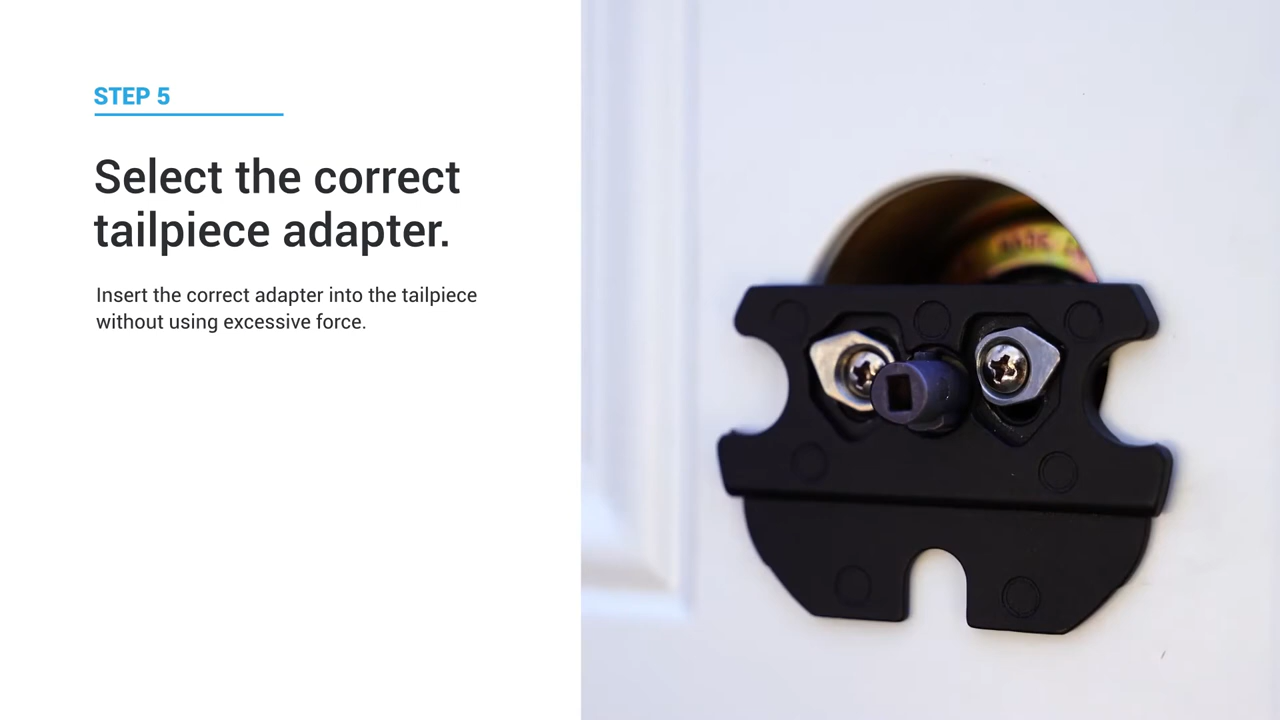 STEP 5
Select the correct
tailpiece adapter.
Insert the correct adapter into the tailpiece
without using excessive force.